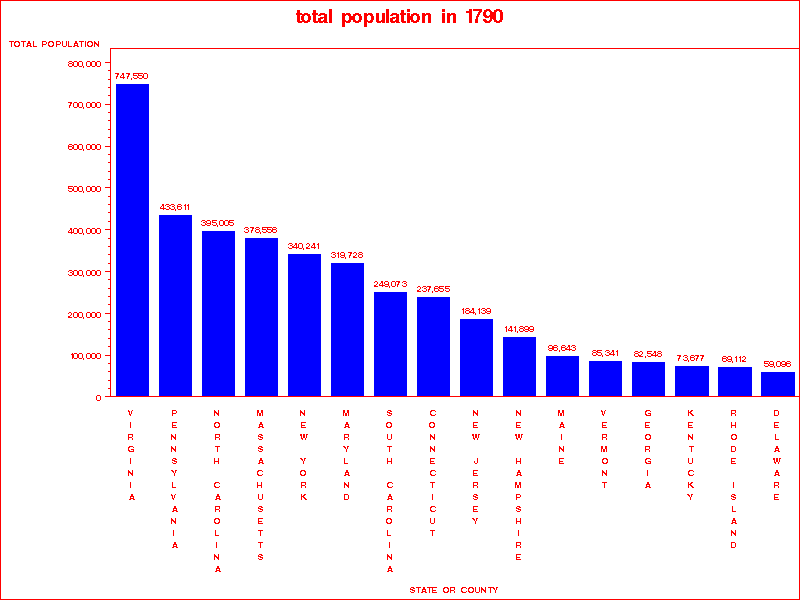 total population in 1790
TOTAL POPULATION
800,000
700,000
600,000
500,000
400,000
300,000
200,000
100,000
0
747,550
433,611
395,005
378,556
340,241
319,728
249,073
237,655
184,139
141,899
96,643
85,341
82,548
73,677
69,112
59,096
VIRGINIA
PENNSYLVANIA
NORTH CAROLINA
MASSACHUSETTS
NEW YORK
MARYLAND
SOUTH CAROLINA
CONNECTICUT
NEW JERSEY
NEW HAMPSHIRE
MAINE
VERMONT
GEORGIA
KENTUCKY
RHODE ISLAND
DELAWARE
STATE OR COUNTY